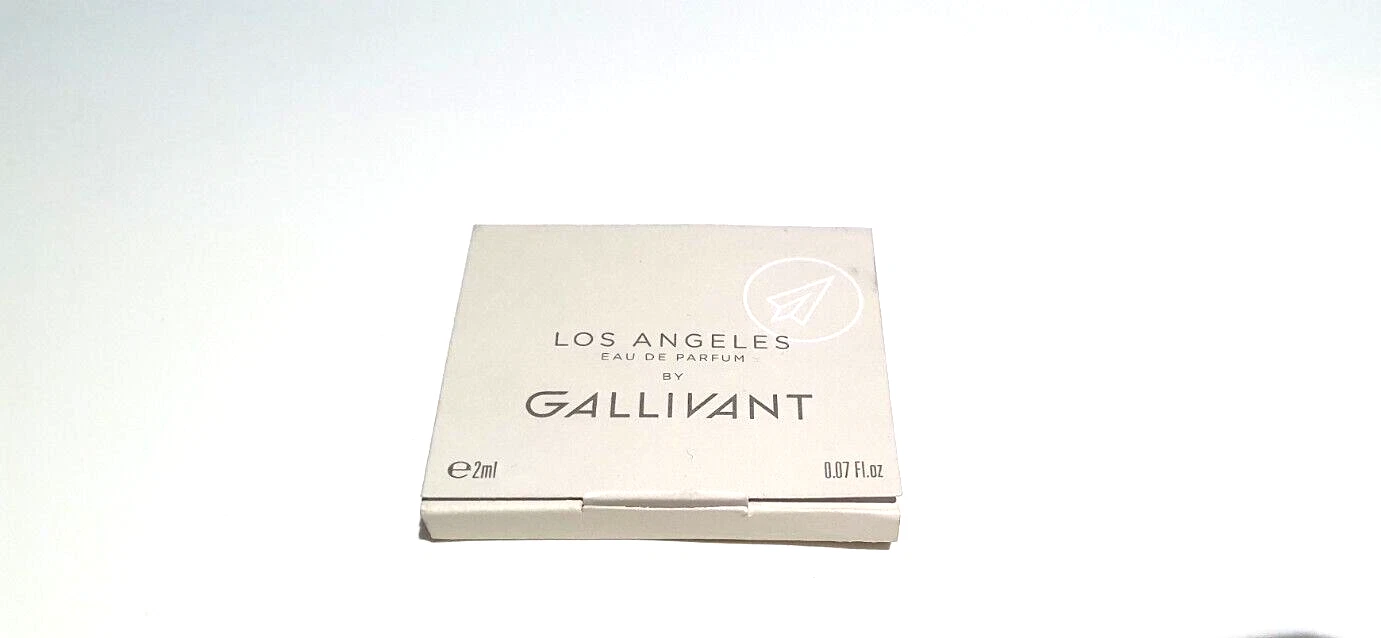 LOS ANGELES
EAU DE PARFUM
BY
GALLIVANT
℮2ml
0.07 Fl.oz